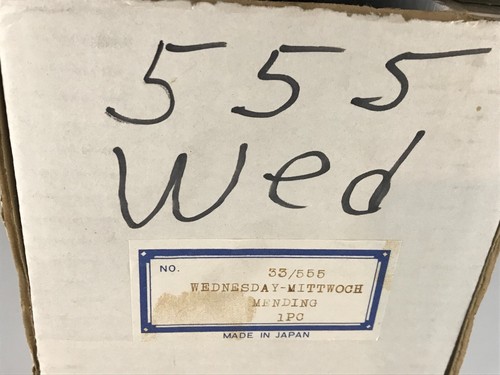 555
Wed
NO. 33/555
WEDNESDAY-MITTWOCH
MENDING
1PC
MADE IN JAPAN